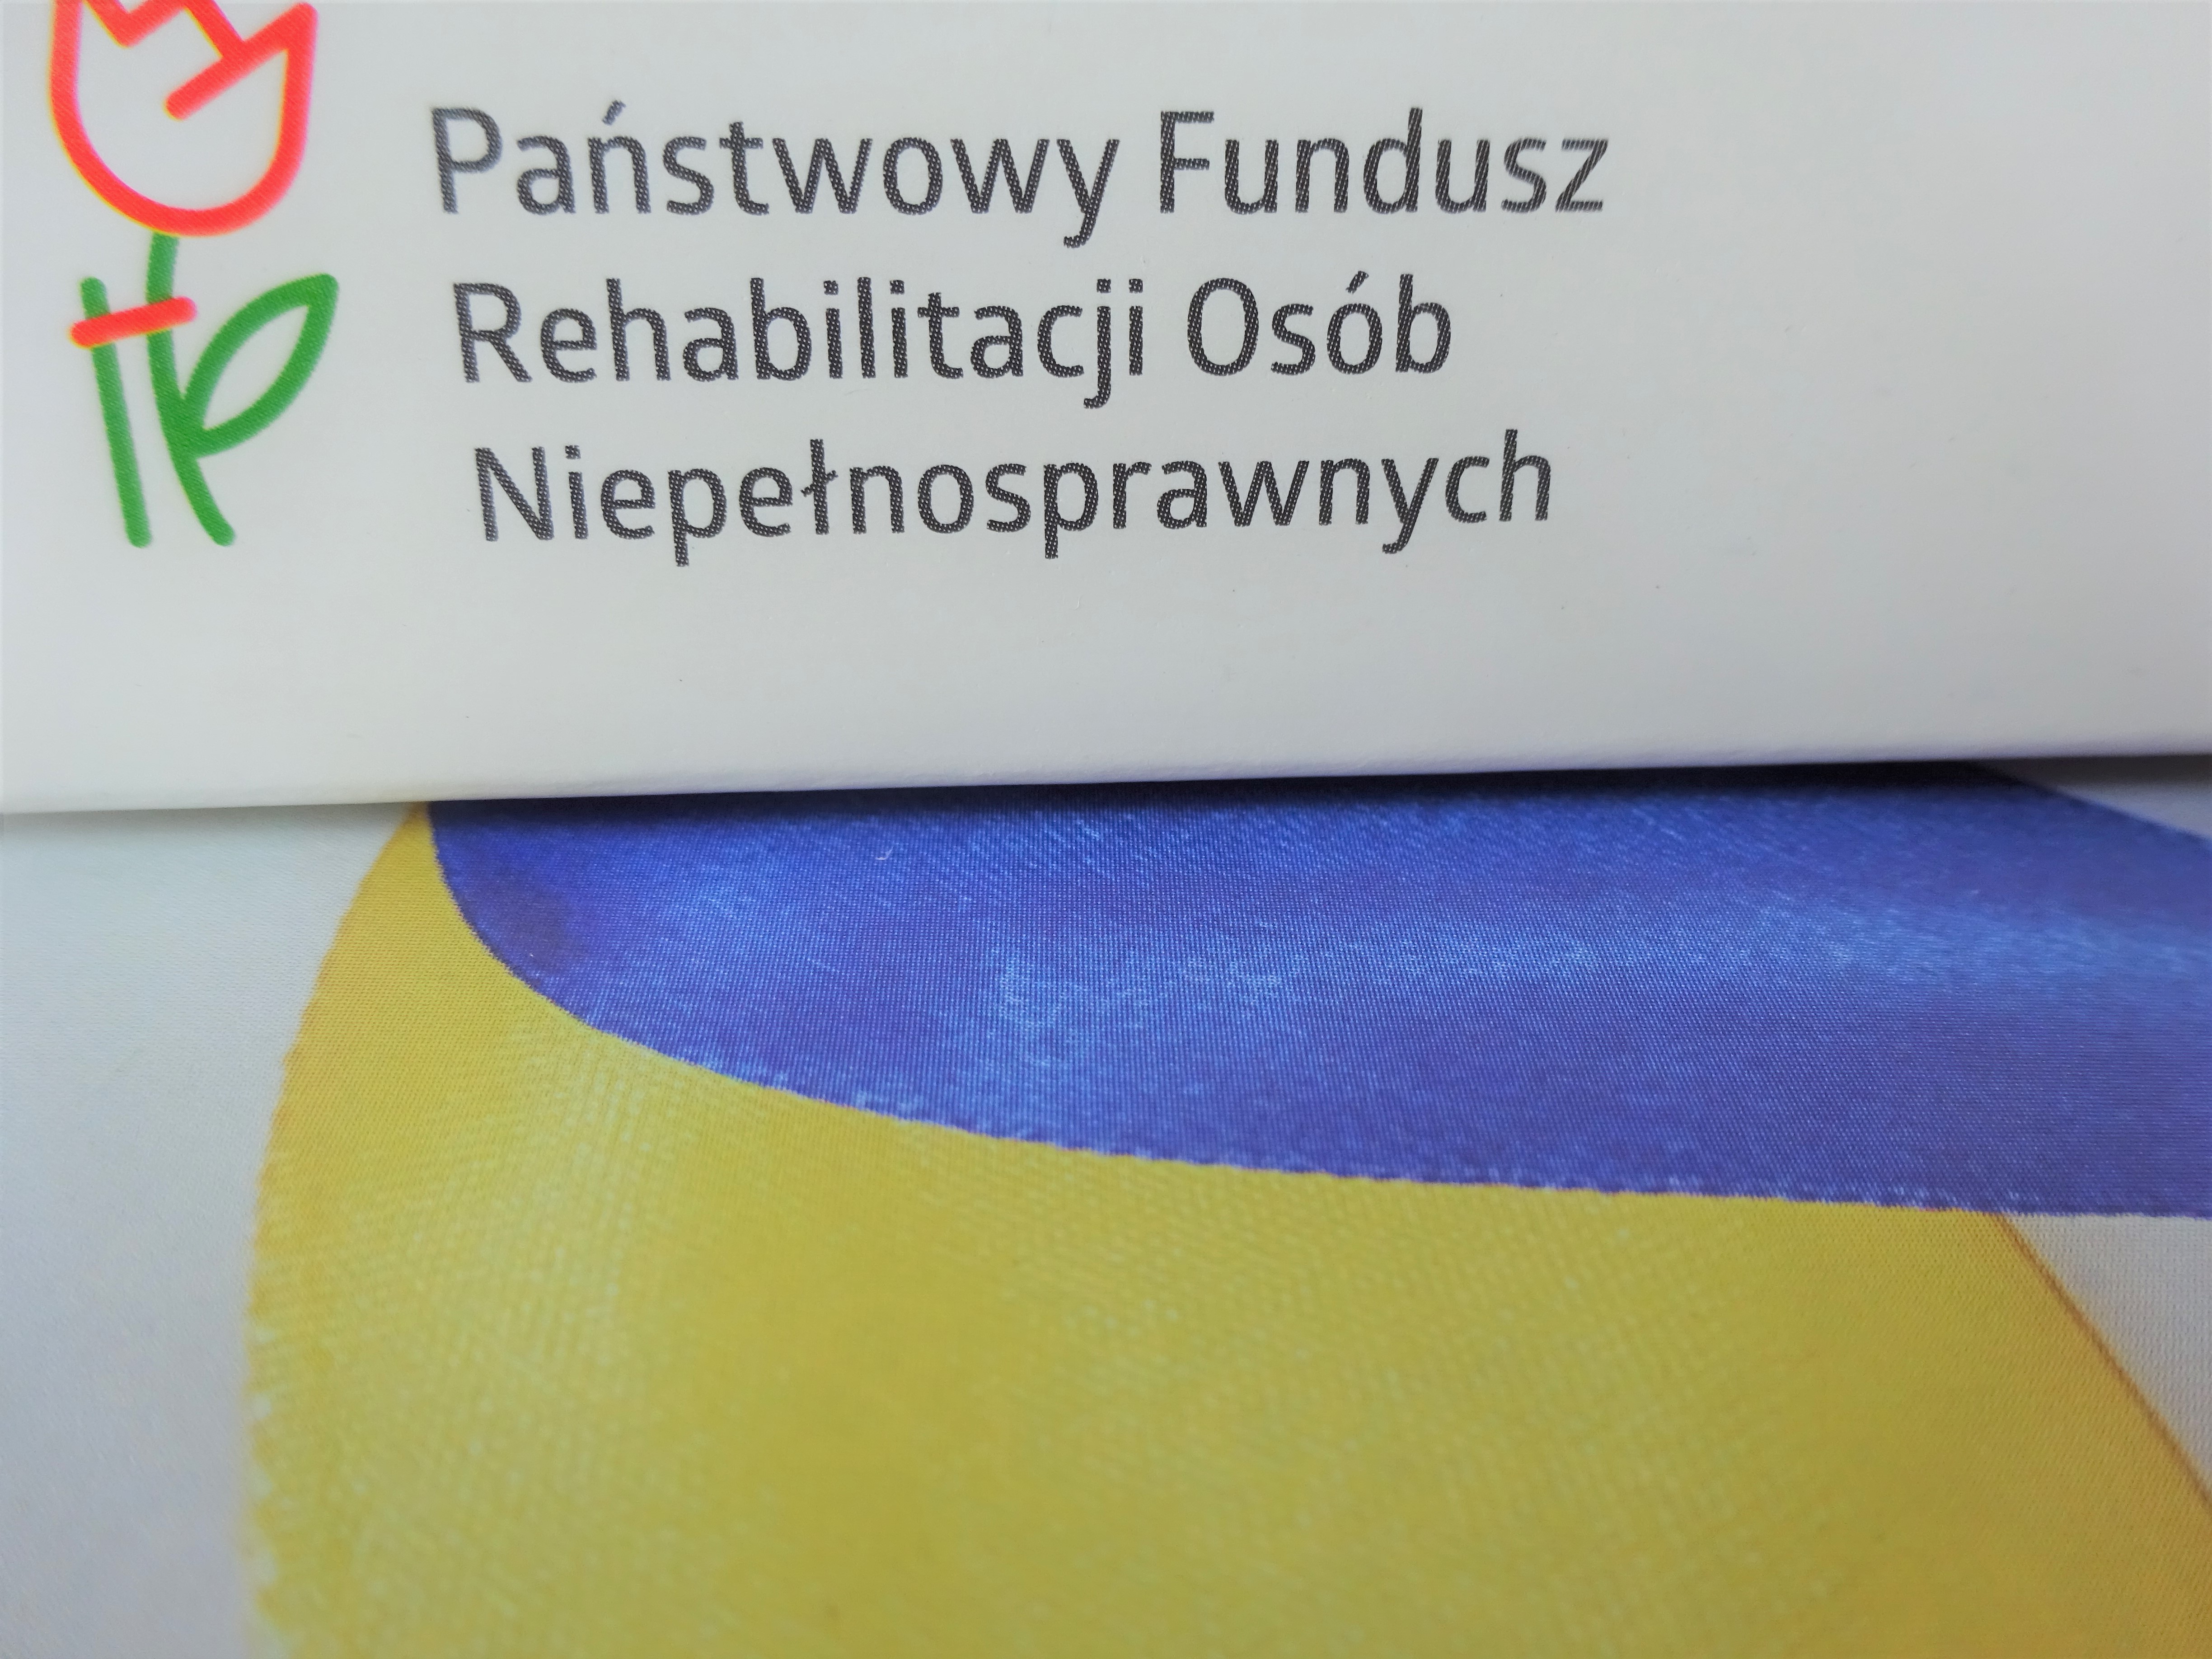 Państwowy Fundusz
Rehabilitacji Osób
Niepełnosprawnych